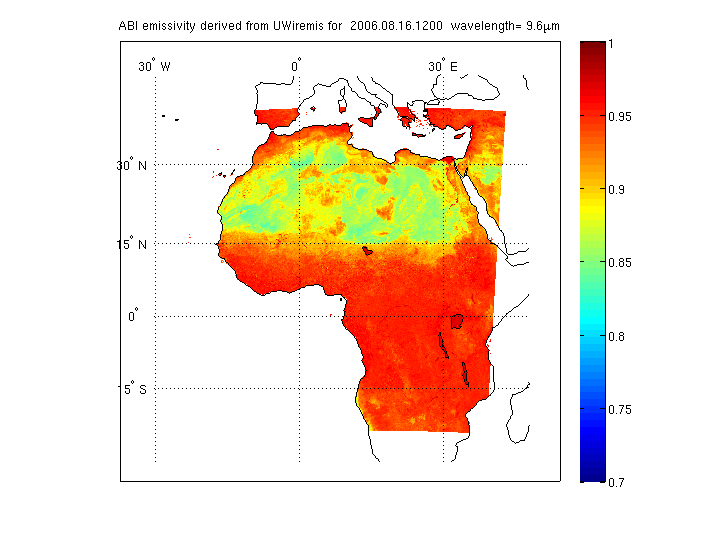 ABI emissivity derived from UWiremis for 2006.08.16.1200 wavelength= 9.6μm
30° W 0° 30° E
30° N
15° N
0°
15° S
1
0.95
0.9
0.85
0.8
0.75
0.7